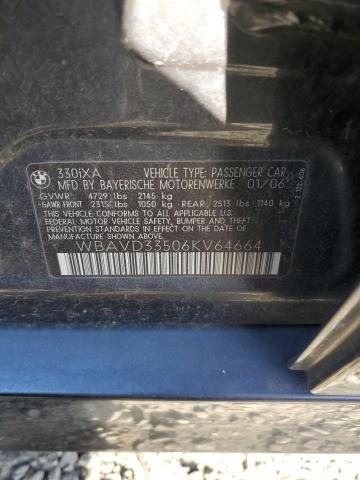 BMW
330iXA VEHICLE TYPE: PASSENGER CAR
MFD BY BAYERISCHE MOTORENWERKE 01/06
GVWR 4729 lbs 2145 kg
GAWR FRONT 2315 lbs 1050 kg REAR: 2513 lbs 1140 kg
THIS VEHICLE CONFORMS TO ALL APPLICABLE U.S. FEDERAL
MOTOR VEHICLE SAFETY, BUMPER AND THEFT
PREVENTION STANDARDS IN EFFECT ON THE DATE OF
MANUFACTURE SHOWN ABOVE.
WBAVD33506KV64664